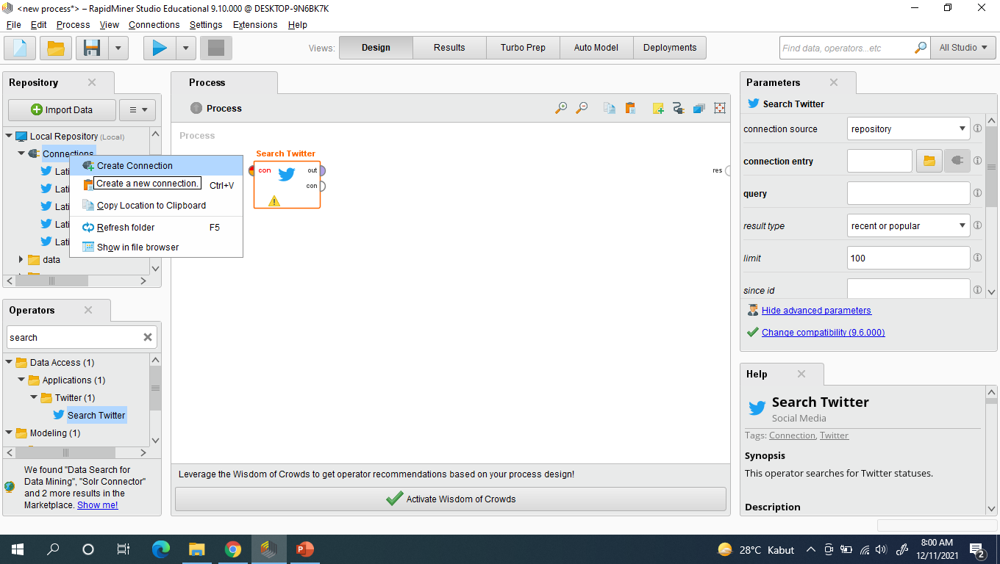 <new process*> – RapidMiner Studio Educational 9.10.000 @ DESKTOP-9N6BK7K
File Edit Process View Connections Settings Extensions Help
Views: Design Results Turbo Prep Auto Model Deployments
Find data, operators...etc
All Studio
Repository
Import Data
Local Repository (Local)
Connections
Lati
Lati
Lati
Lati
Lati
data
Create Connection
Create a new connection.
Ctrl+V
Copy Location to Clipboard
Refresh folder F5
Show in file browser
Operators
search
Data Access (1)
Applications (1)
Twitter (1)
Search Twitter
Modeling (1)
We found "Data Search for
Data Mining", "Solr Connector"
and 2 more results in the
Marketplace. Show me!
Process
Process
Process
Search Twitter
con out
con
res
Leverage the Wisdom of Crowds to get operator recommendations based on your process design!
Activate Wisdom of Crowds
Parameters
Search Twitter
connection source repository
connection entry
query
result type recent or popular
limit 100
since id
Hide advanced parameters
Change compatibility (9.6.000)
Help
Search Twitter
Social Media
Tags: Connection, Twitter
Synopsis
This operator searches for Twitter statuses.
Description
28°C Kabut
8:00 AM
12/11/2021
2